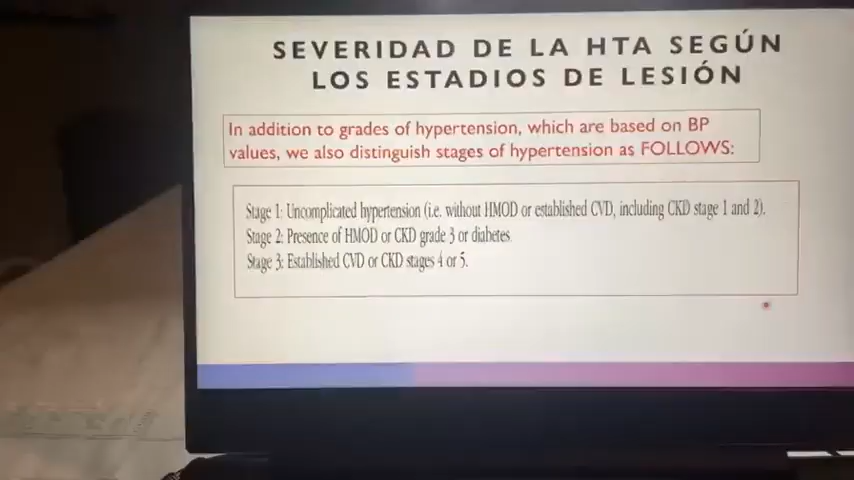 SEVERIDAD DE LA HTA SEGÚN
LOS ESTADIOS DE LESIÓN
In addition to grades of hypertension, which are based on BP
values, we also distinguish stages of hypertension as FOLLOWS:
Stage 1: Uncomplicated hypertension (i.e. without HMOD or established CVD, including CKD stage 1 and 2).
Stage 2: Presence of HMOD or CKD grade 3 or diabetes
Stage 3: Established CVD or CKD stages 4 or 5.